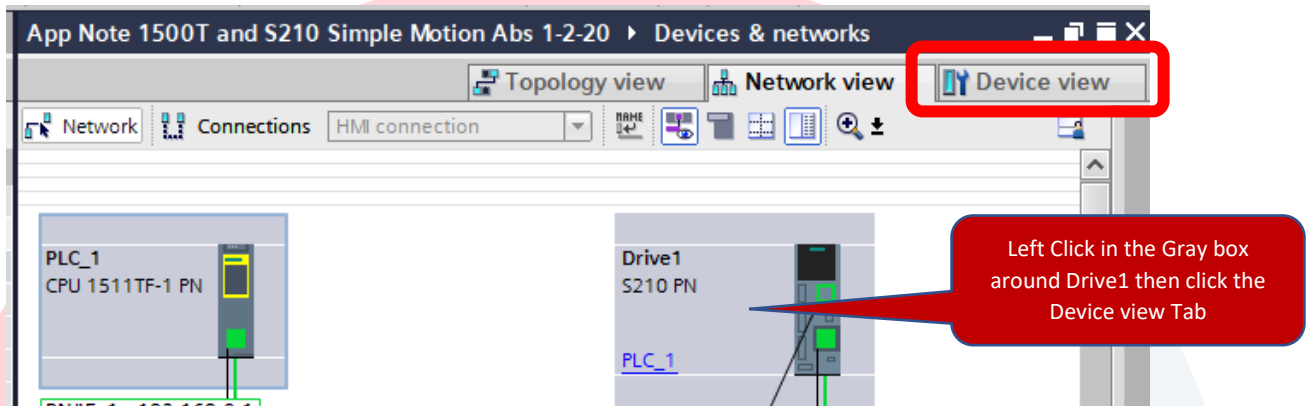 App Note 1500T and S210 Simple Motion Abs 1-2-20 ▸ Devices & networks
Topology view Network view Device view
Network Connections HMI connection NAME
PLC_1
CPU 1511TF-1 PN
Drive1
S210 PN
PLC_1
Left Click in the Gray box
around Drive1 then click the
Device view Tab